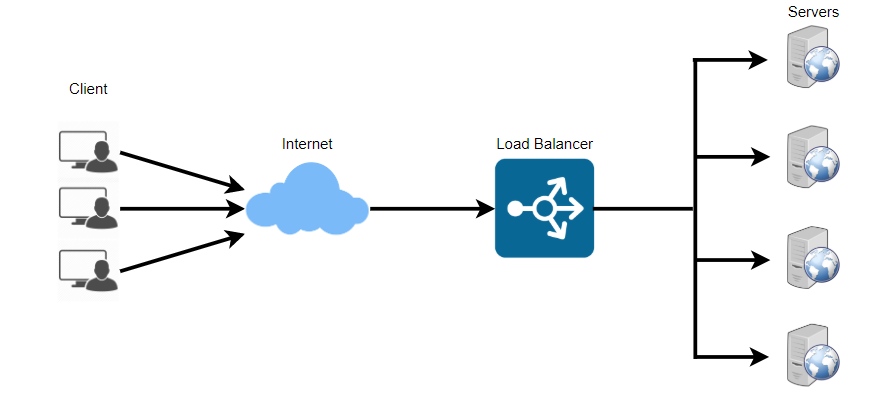 Servers
Client
Internet
Load Balancer